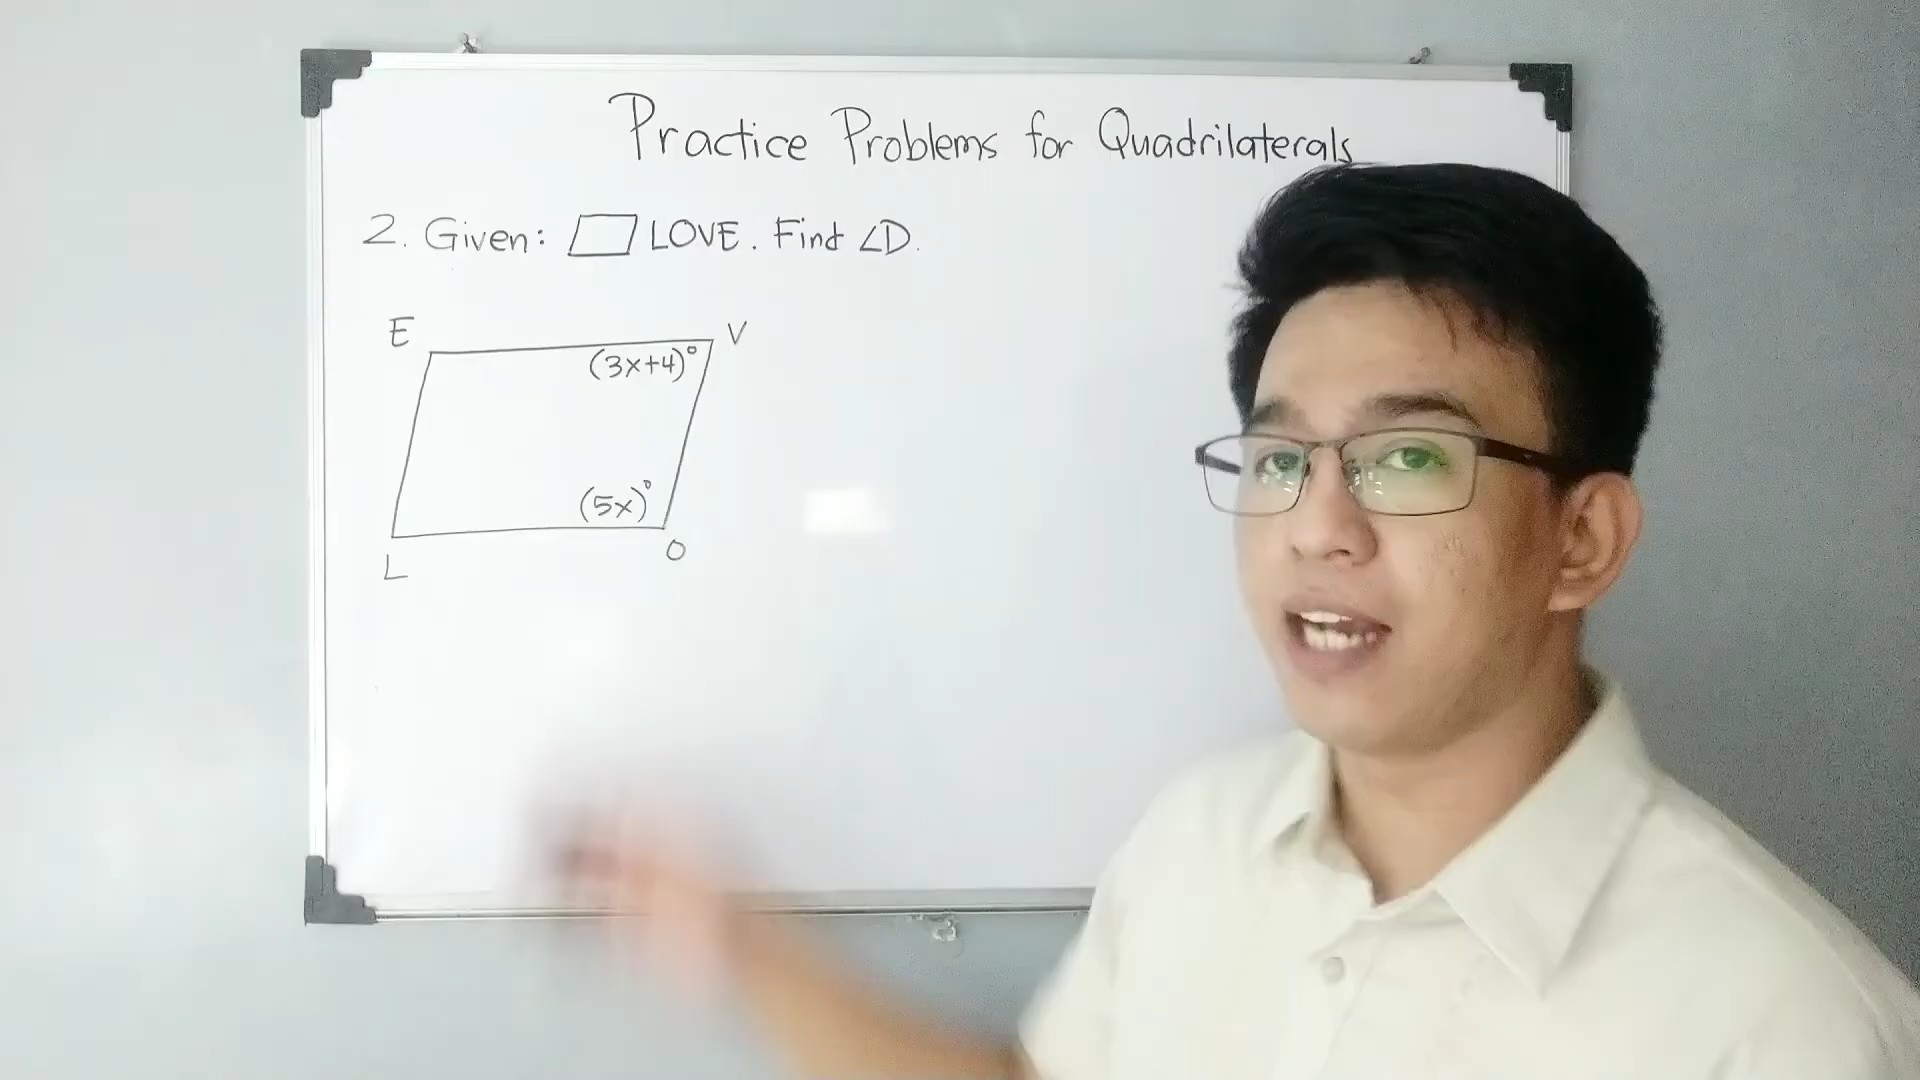 Practice Problems for Quadrilaterals
2. Given: ▱ LOVE. Find ∠D.
E
V
(3x+4)°
(5x)°
L
O